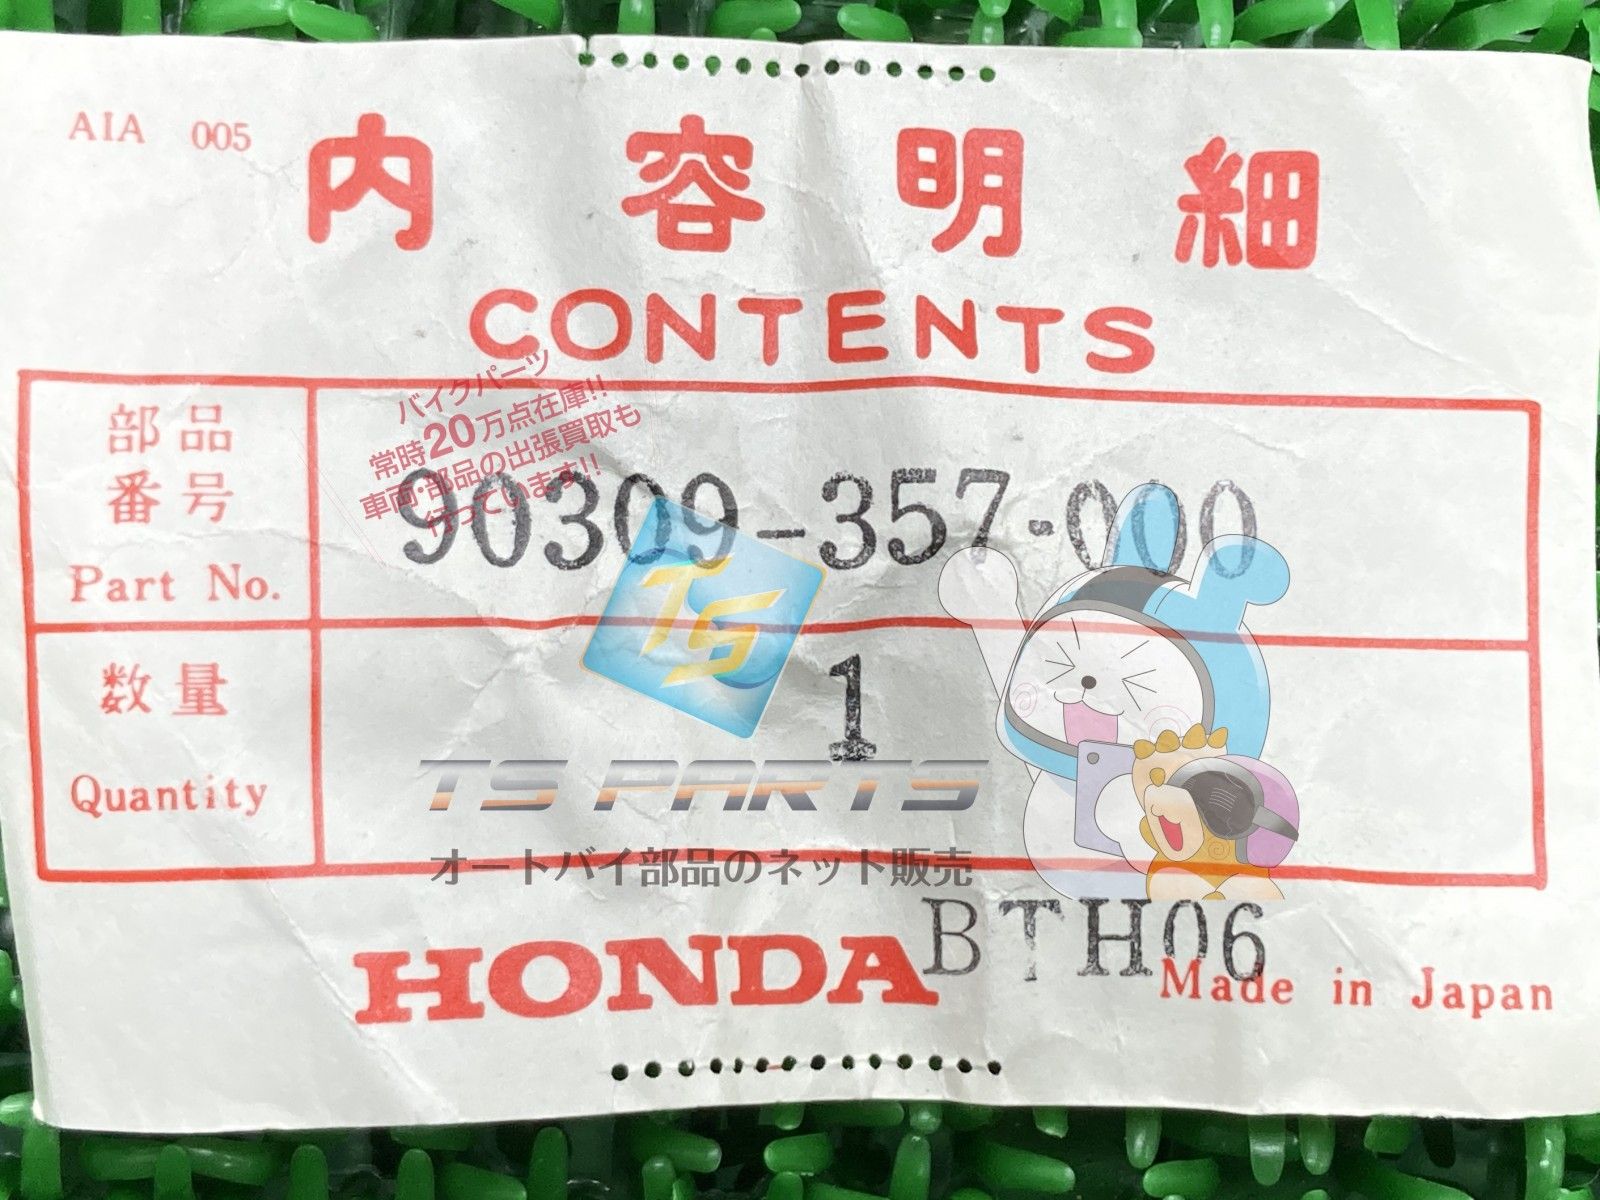 AIA 005
内容明細
CONTENTS
バイクパーツ
常時20万点在庫!!
車両・部品の出張買取も
行っています!!
部品
番号
Part No.
90309-357-000
TS
数量
Quantity
1
TS PARTS
オートバイ部品のネット販売
BTH06
HONDA
Made in Japan